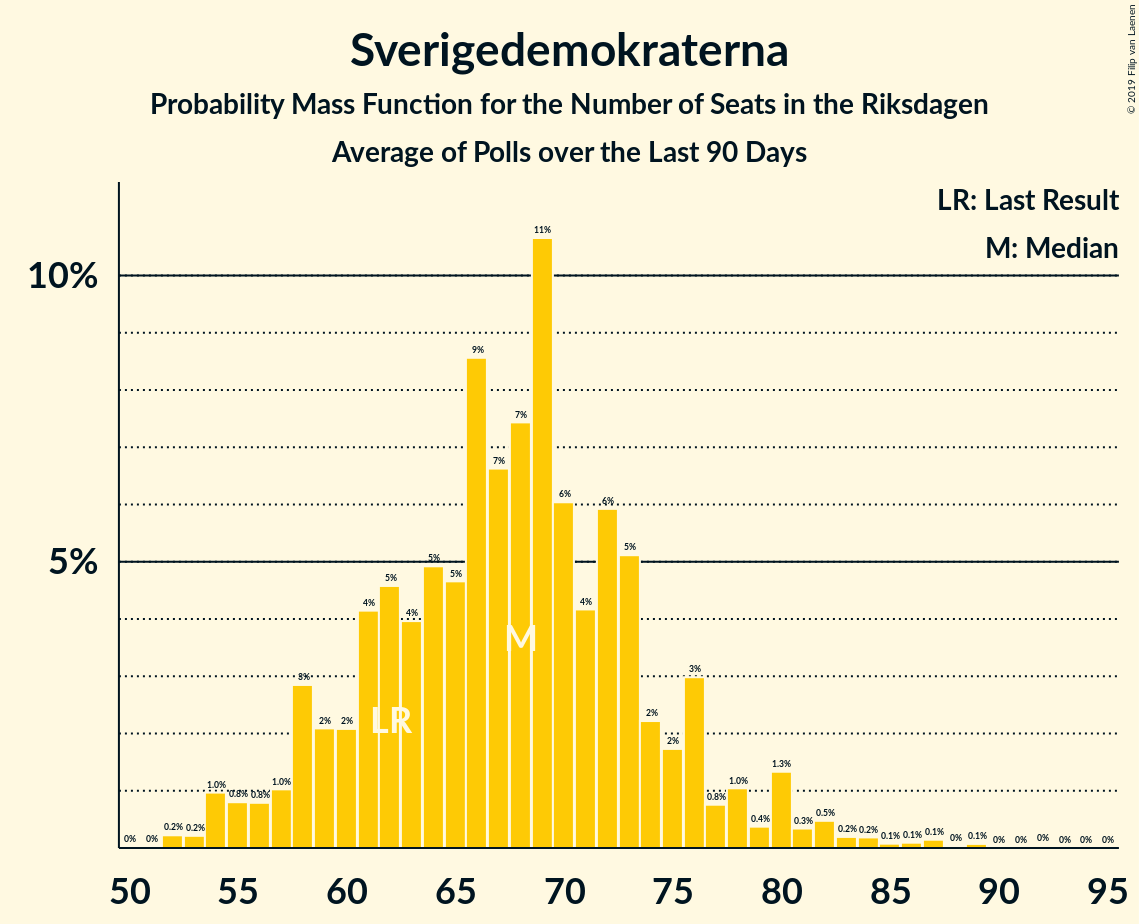 Sverigedemokraterna
Probability Mass Function for the Number of Seats in the Riksdagen
Average of Polls over the Last 90 Days
© 2019 Filip van Laenen
LR: Last Result
M: Median
10%
5%
0% 0% 0.2% 0.2% 1.0% 0.8% 0.8% 1.0% 3% 2% 2% 4% 5% 4% 5% 5% 9% 7% 7% 11% 6% 4% 6% 5% 2% 2% 3% 0.8% 1.0% 0.4% 1.3% 0.3% 0.5% 0.2% 0.2% 0.1% 0.1% 0.1% 0% 0.1% 0% 0% 0% 0% 0% 0%
M
LR
50 55 60 65 70 75 80 85 90 95